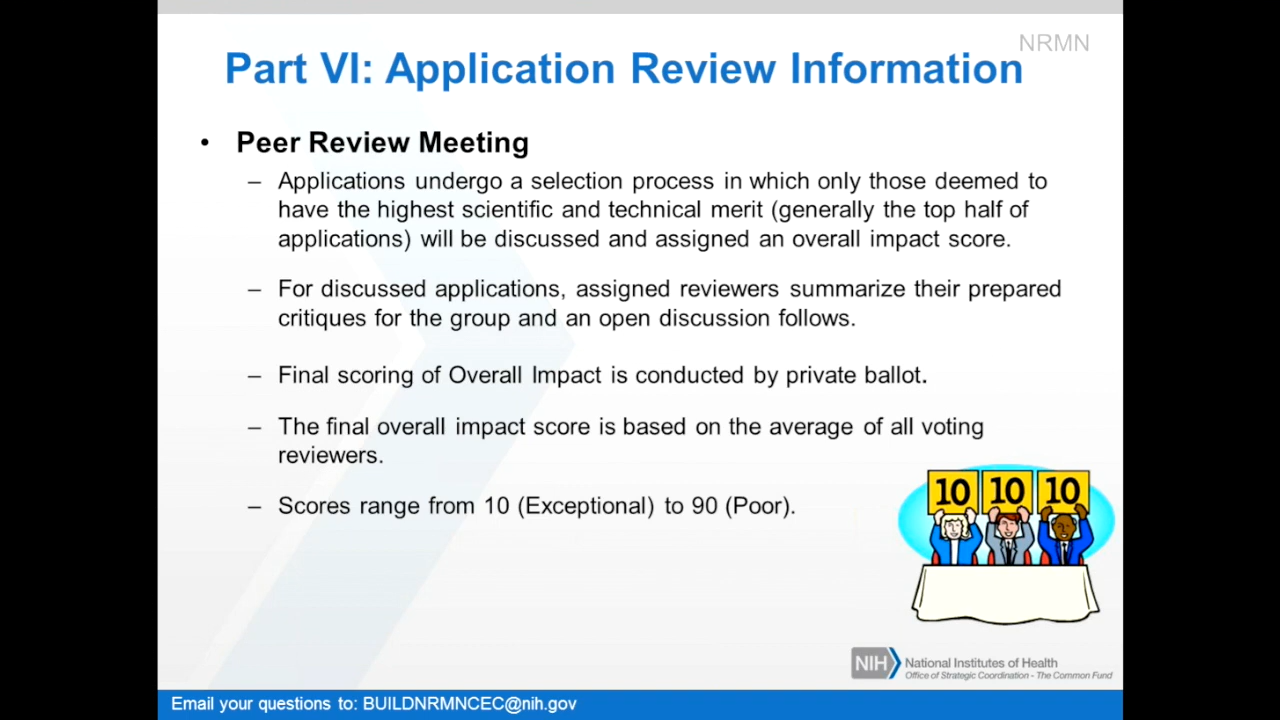 NRMN
Part VI: Application Review Information
• Peer Review Meeting
– Applications undergo a selection process in which only those deemed to
have the highest scientific and technical merit (generally the top half of
applications) will be discussed and assigned an overall impact score.
– For discussed applications, assigned reviewers summarize their prepared
critiques for the group and an open discussion follows.
– Final scoring of Overall Impact is conducted by private ballot.
– The final overall impact score is based on the average of all voting
reviewers.
– Scores range from 10 (Exceptional) to 90 (Poor).
10 10 10
NIH National Institutes of Health
Office of Strategic Coordination - The Common Fund
Email your questions to: BUILDNRMNCEC@nih.gov